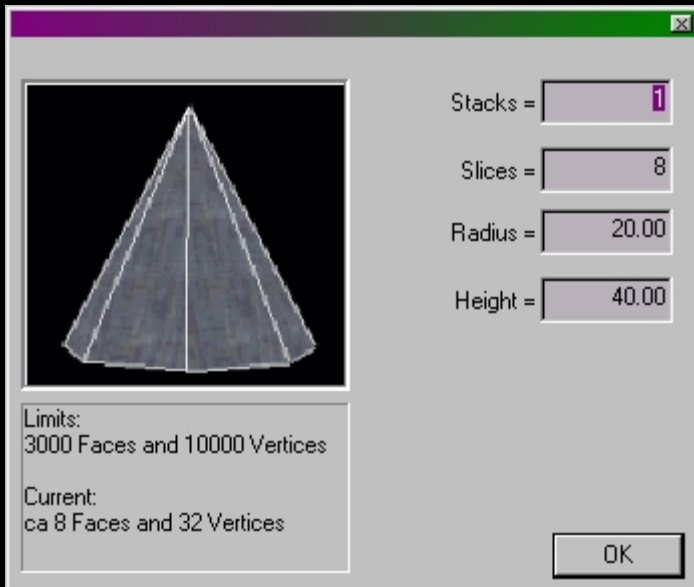 Stacks = 1
Slices = 8
Radius = 20.00
Height = 40.00
Limits:
3000 Faces and 10000 Vertices
Current:
ca 8 Faces and 32 Vertices
OK